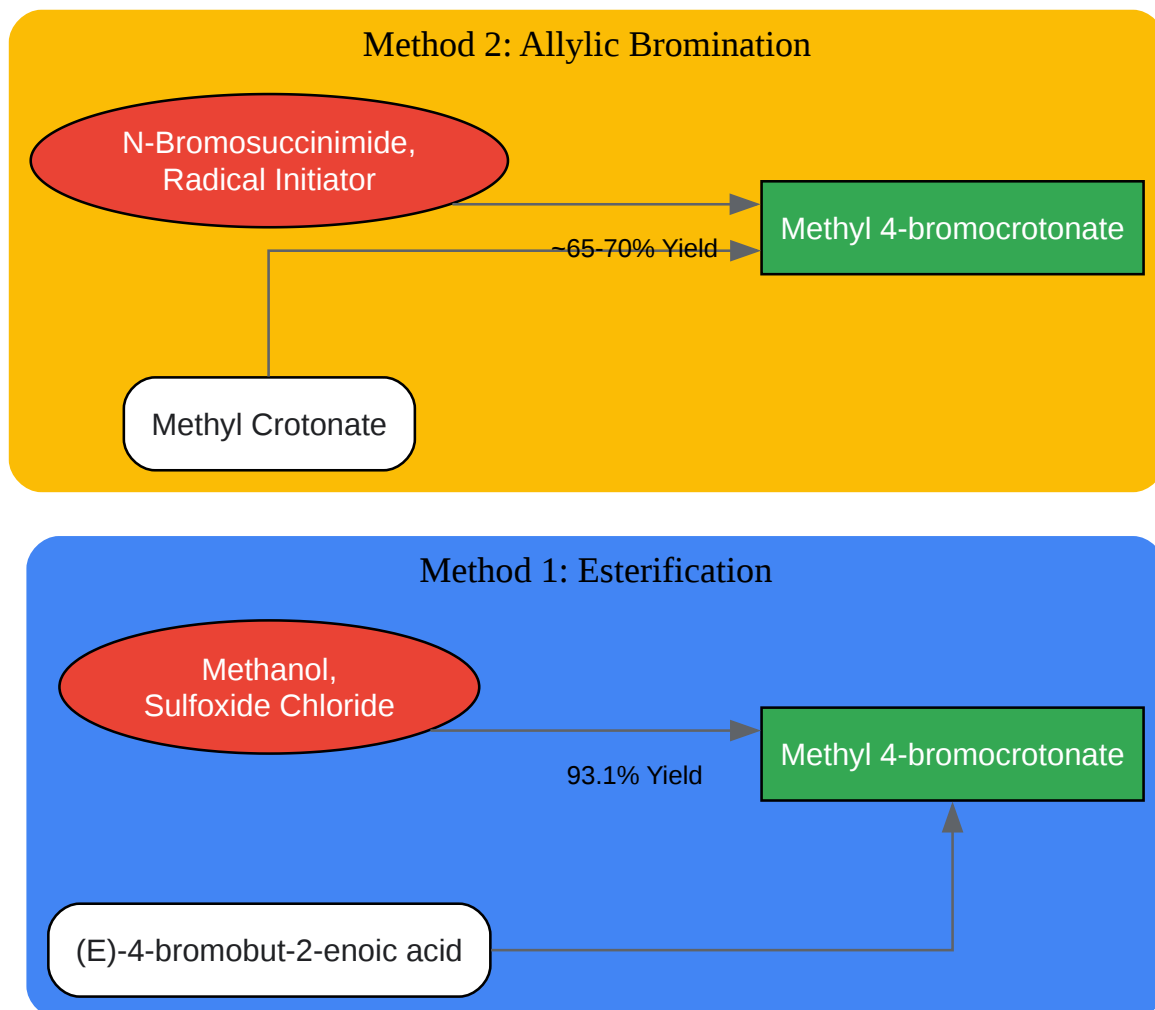 Method 2: Allylic Bromination
N-Bromosuccinimide,
Radical Initiator
Methyl 4-bromocrotonate
~65-70% Yield
Methyl Crotonate
Method 1: Esterification
Methanol,
Sulfoxide Chloride
Methyl 4-bromocrotonate
93.1% Yield
(E)-4-bromobut-2-enoic acid